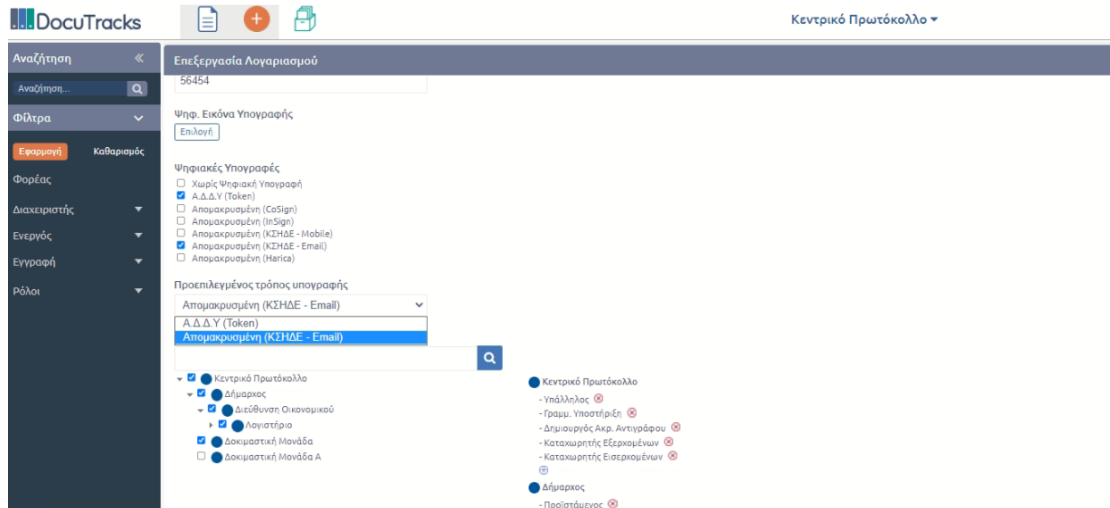 DocuTracks
Κεντρικό Πρωτόκολλο
Αναζήτηση
Αναζήτηση...
Φίλτρα
Εφαρμογή Καθαρισμός
Φορέας
Διαχειριστής
Ενεργός
Εγγραφή
Ρόλοι
Επεξεργασία Λογαριασμού
56454
Ψηφ. Εικόνα Υπογραφής
Επιλογή
Ψηφιακές Υπογραφές
Χωρίς Ψηφιακή Υπογραφή
Α.Δ.Δ.Υ (Token)
Απομακρυσμένη (CoSign)
Απομακρυσμένη (InSign)
Απομακρυσμένη (ΚΣΗΔΕ - Mobile)
Απομακρυσμένη (ΚΣΗΔΕ - Email)
Απομακρυσμένη (Harica)
Προεπιλεγμένος τρόπος υπογραφής
Απομακρυσμένη (ΚΣΗΔΕ - Email)
Α.Δ.Δ.Υ (Token)
Απομακρυσμένη (ΚΣΗΔΕ - Email)
Κεντρικό Πρωτόκολλο
Δήμαρχος
Διεύθυνση Οικονομικού
Λογιστήριο
Δοκιμαστική Μονάδα
Δοκιμαστική Μονάδα Α
Κεντρικό Πρωτόκολλο
- Υπάλληλος
- Γραμμ. Υποστήριξη
- Δημιουργός Ακρ. Αντιγράφου
- Καταχωρητής Εξερχομένων
- Καταχωρητής Εισερχομένων
Δήμαρχος
- Προϊστάμενος